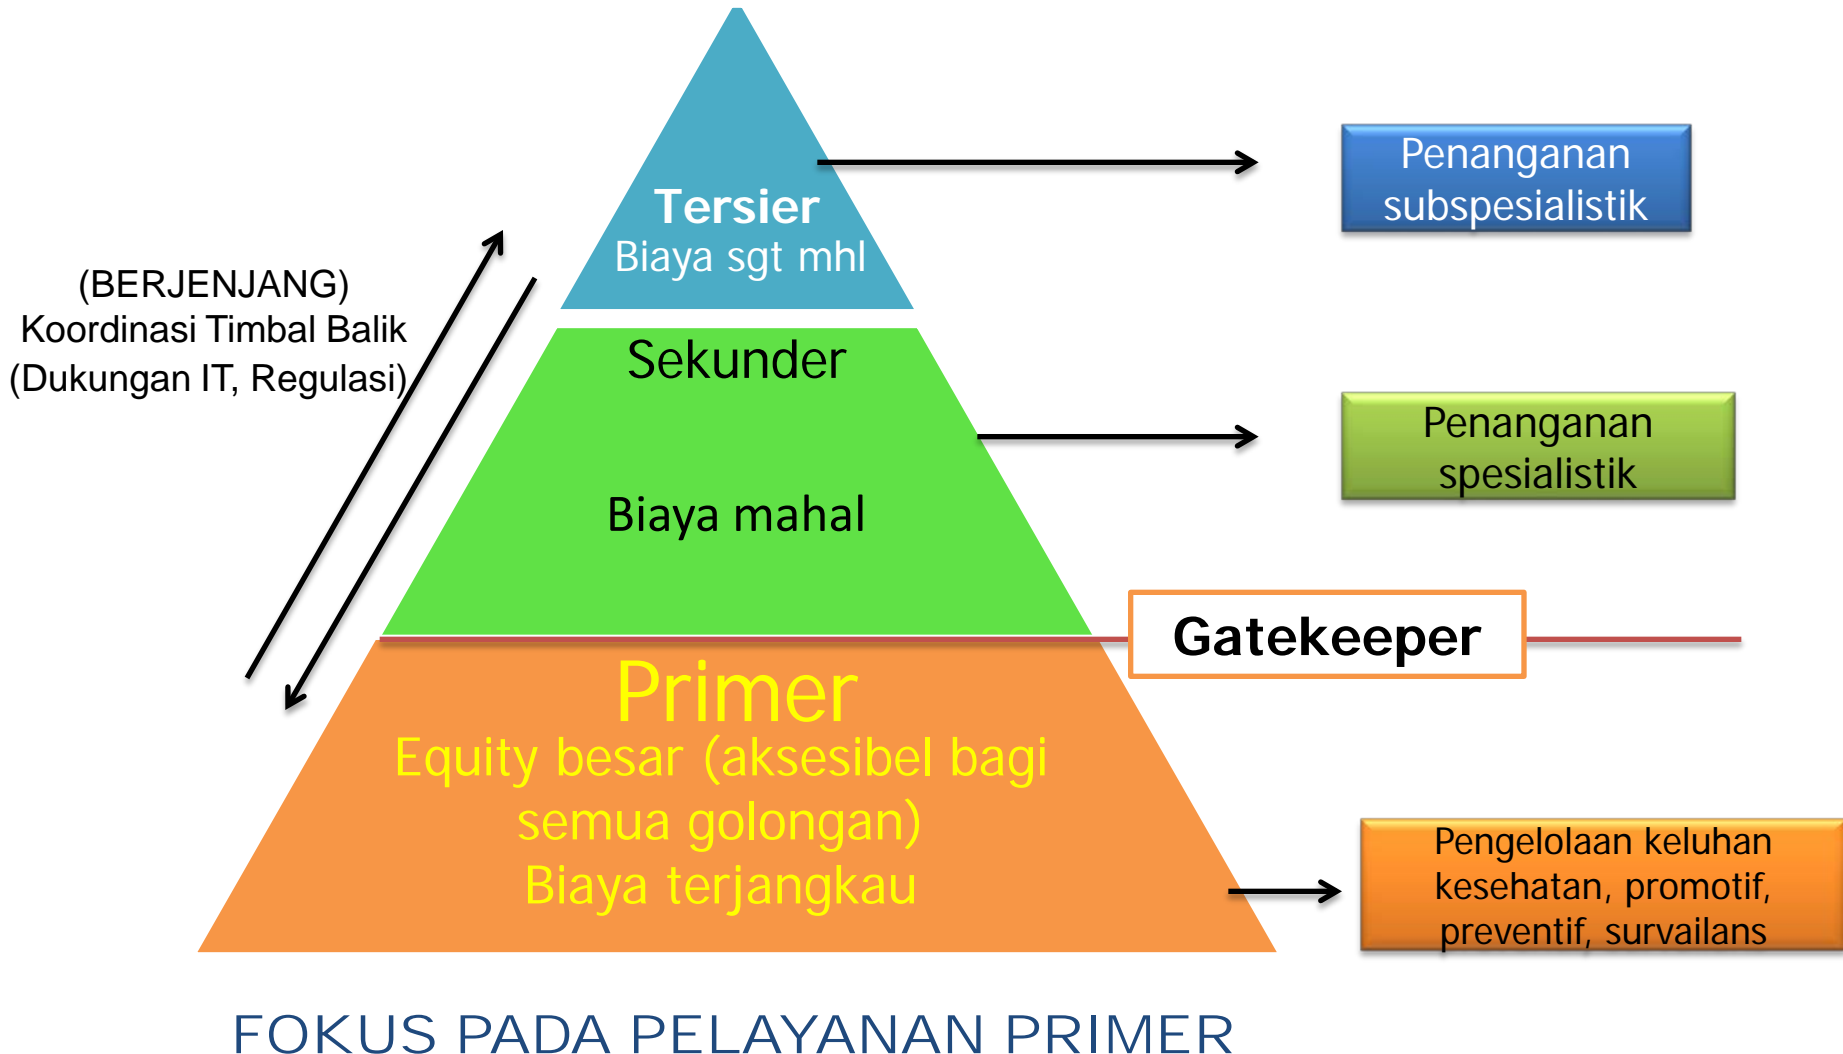 Tersier
Biaya sgt mhl
Penanganan
subspesialistik
(BERJENJANG)
Koordinasi Timbal Balik
(Dukungan IT, Regulasi)
Sekunder
Biaya mahal
Penanganan
spesialistik
Gatekeeper
Primer
Equity besar (aksesibel bagi
semua golongan)
Biaya terjangkau
Pengelolaan keluhan
kesehatan, promotif,
preventif, survailans
FOKUS PADA PELAYANAN PRIMER